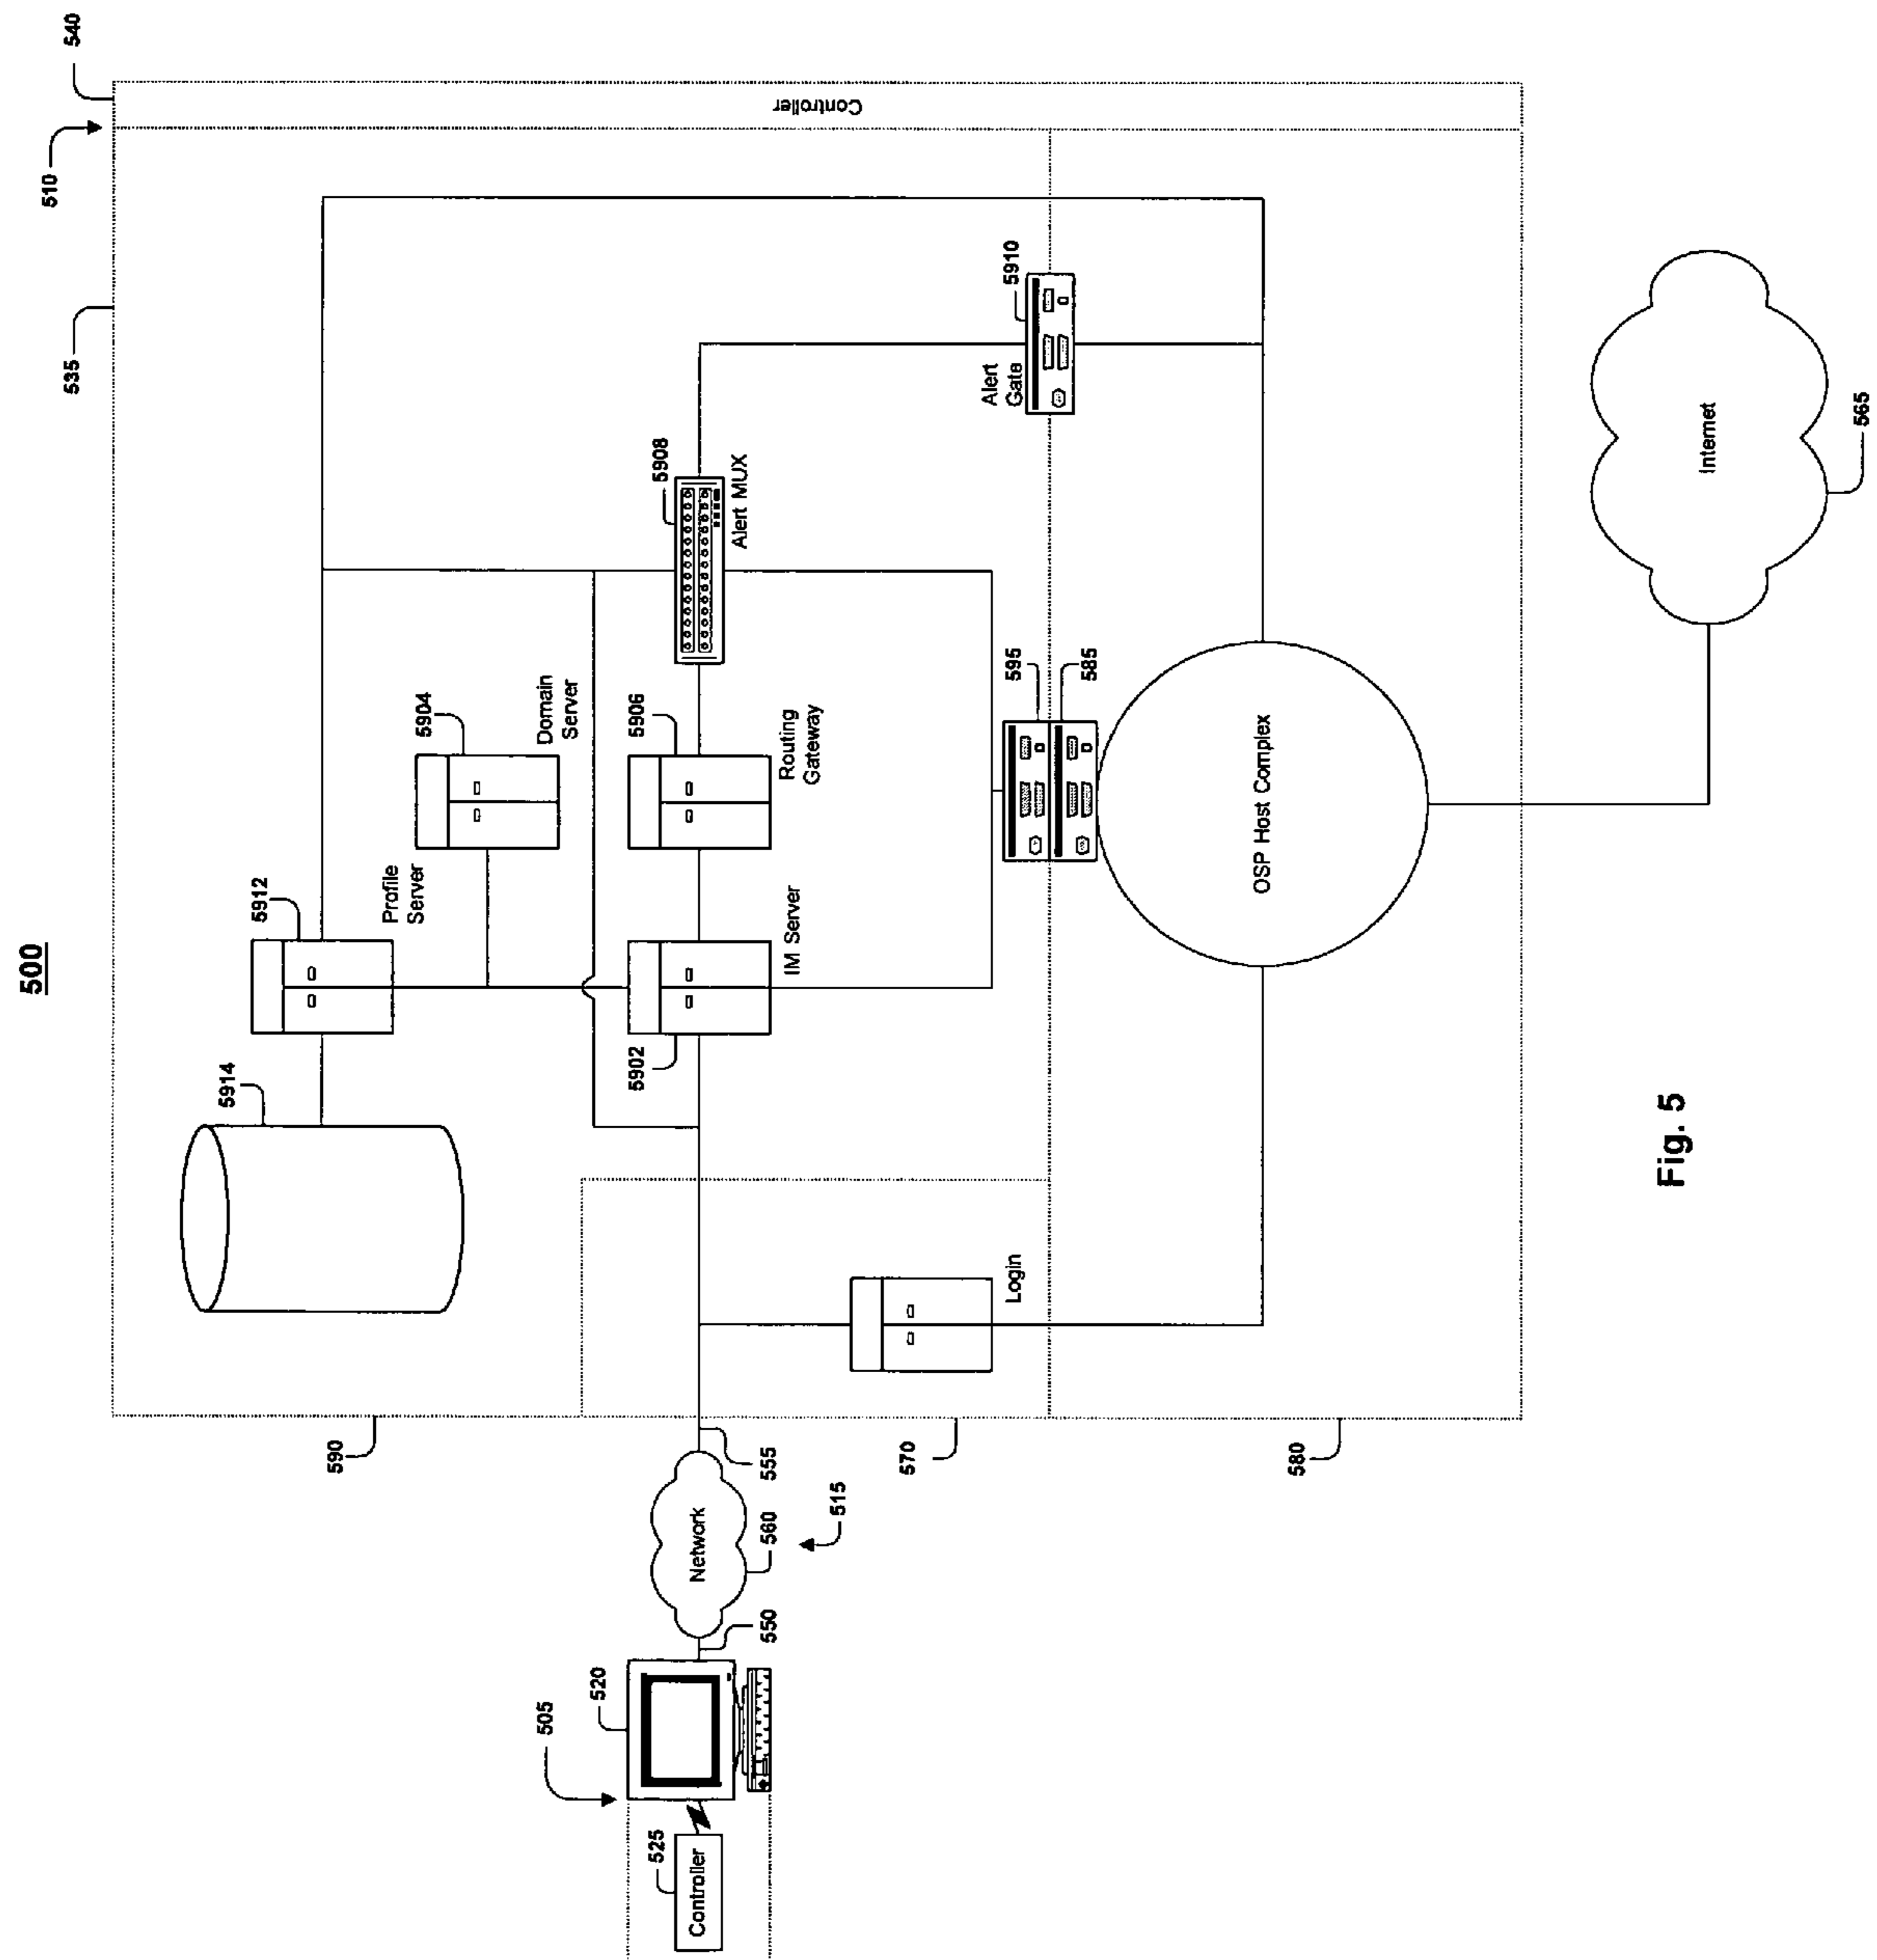 500
510
540
535
Controller
590
5914
5912
Profile
Server
5904
Domain
Server
5902
IM Server
5906
Routing
Gateway
5908
Alert MUX
Alert
Gate
5910
505
520
525
Controller
550
Network
560
555
515
570
Login
595
585
580
OSP Host Complex
Internet
565
Fig. 5